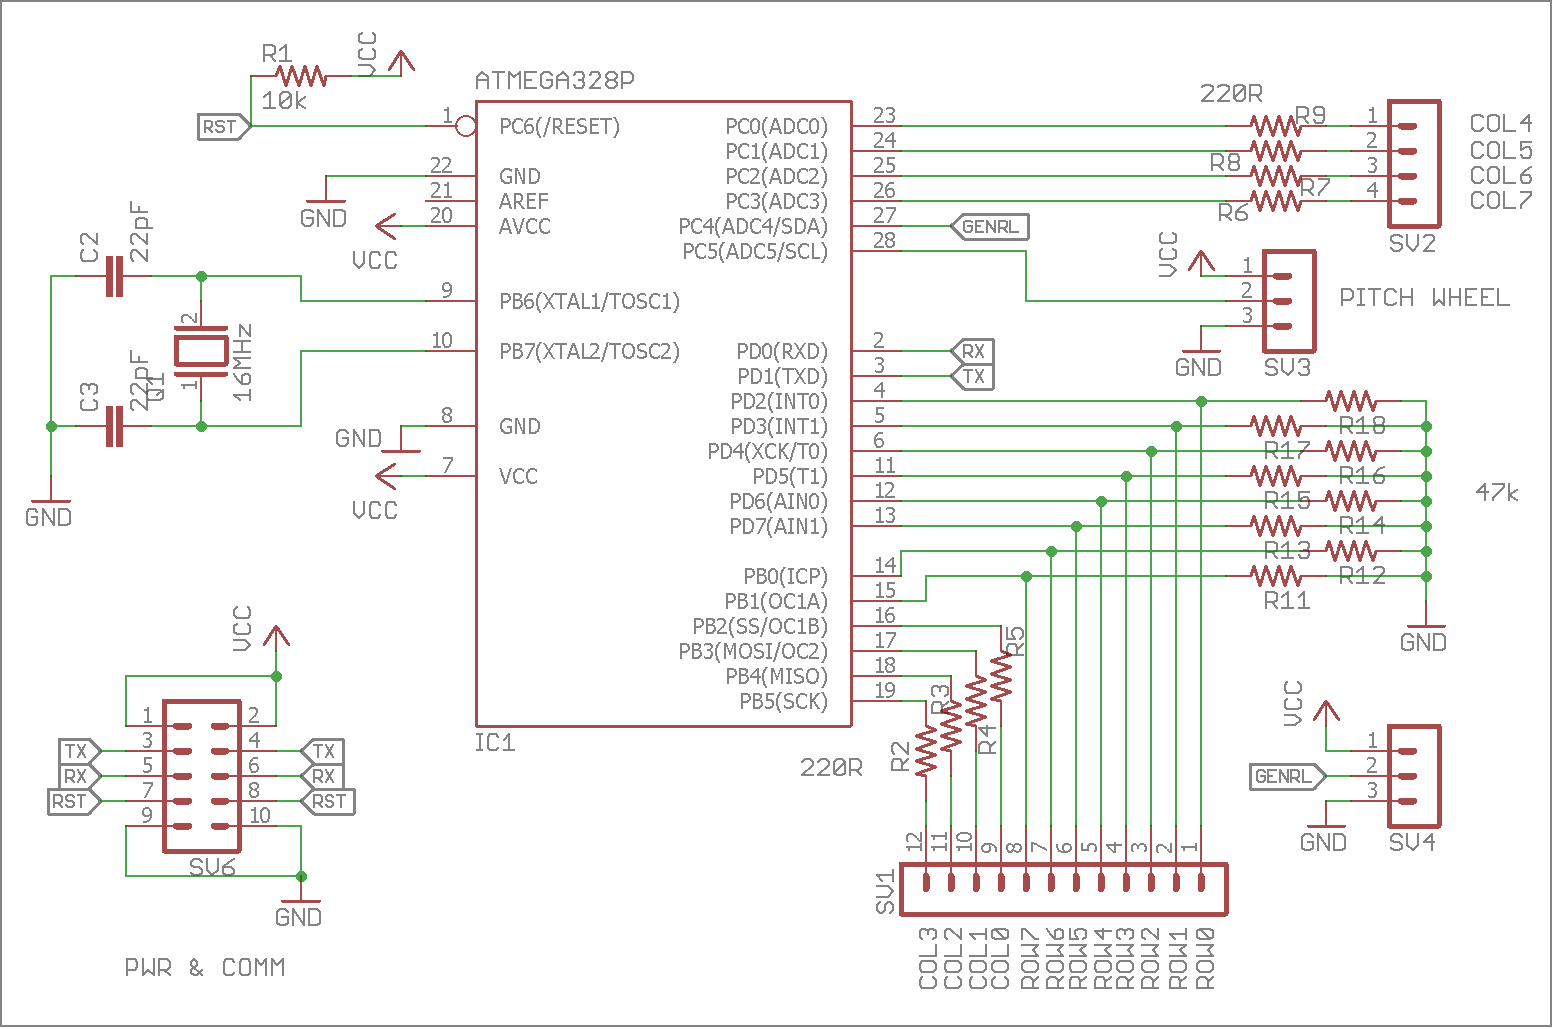 R1
10k
VCC
RST
ATMEGA328P
1 PC6(/RESET)
22 GND
21 AREF
20 AVCC
GND
VCC
9 PB6(XTAL1/TOSC1)
10 PB7(XTAL2/TOSC2)
8 GND
7 VCC
GND
VCC
C2
22pF
C3
22pF
Q1
2
1
16MHz
GND
PC0(ADC0) 23
PC1(ADC1) 24
PC2(ADC2) 25
PC3(ADC3) 26
PC4(ADC4/SDA) 27
PC5(ADC5/SCL) 28
PD0(RXD) 2
PD1(TXD) 3
PD2(INT0) 4
PD3(INT1) 5
PD4(XCK/T0) 6
PD5(T1) 11
PD6(AIN0) 12
PD7(AIN1) 13
PB0(ICP) 14
PB1(OC1A) 15
PB2(SS/OC1B) 16
PB3(MOSI/OC2) 17
PB4(MISO) 18
PB5(SCK) 19
IC1
GENRL
RX
TX
220R
R9
R8
R7
R6
1 COL4
2 COL5
3 COL6
4 COL7
SV2
VCC
1
2
3
GND
SV3
PITCH WHEEL
R18
R17
R16
R15
R14
R13
R12
R11
47k
GND
R5
R3
R4
R2
220R
12
11
10
9
8
7
6
5
4
3
2
1
SV1
COL3
COL2
COL1
COL0
ROW7
ROW6
ROW5
ROW4
ROW3
ROW2
ROW1
ROW0
VCC
GENRL
1
2
3
GND
SV4
VCC
1 2
TX 3 4 TX
RX 5 6 RX
RST 7 8 RST
9 10
SV6
GND
PWR & COMM